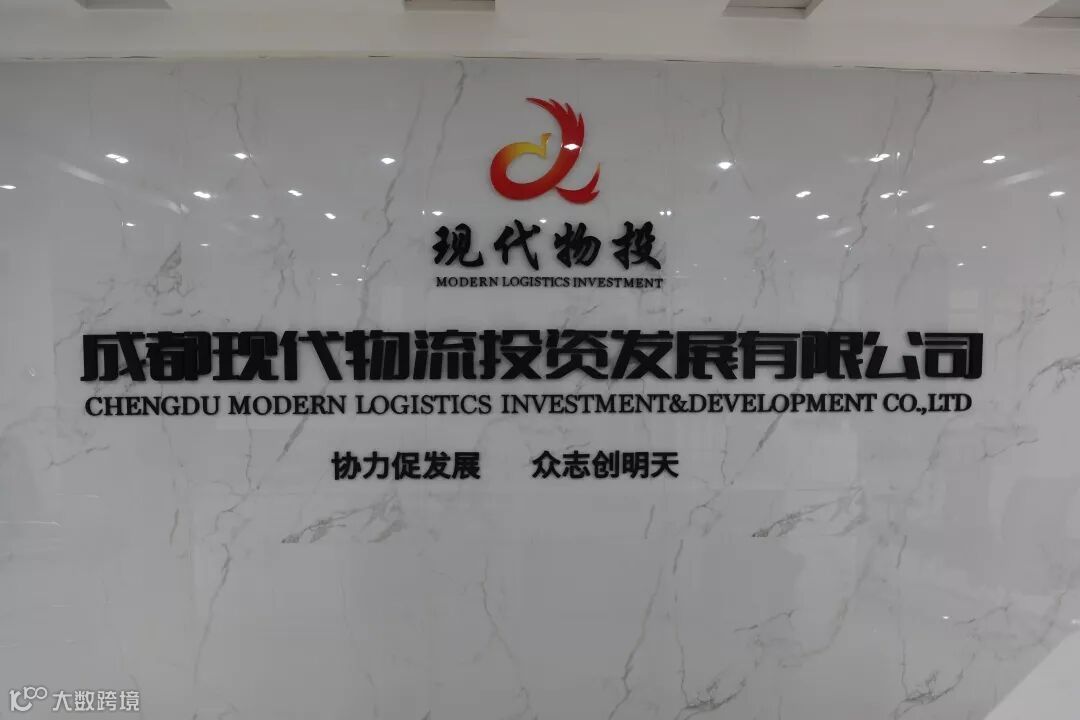 现代物投
MODERN LOGISTICS INVESTMENT
成都现代物流投资发展有限公司
CHENGDU MODERN LOGISTICS INVESTMENT&DEVELOPMENT CO.,LTD
协力促发展 众志创明天
大数跨境